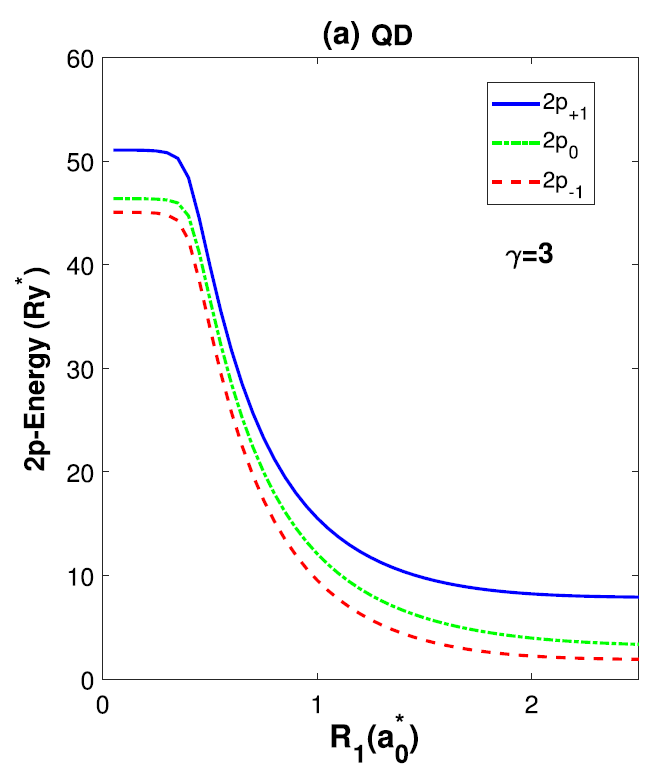 (a) QD
60
50
40
30
20
10
0
2p-Energy (Ry*)
2p+1
2p0
2p-1
γ=3
0 1 2
R1(a0*)